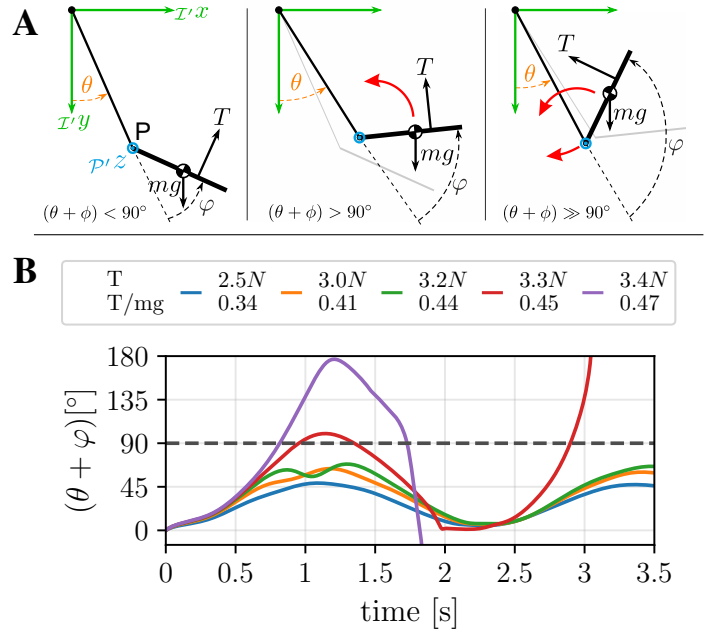 A
I'x
I'x
I'x
θ
θ
θ
I'y
P
P'z
T
T
T
mg
mg
mg
φ
φ
φ
(θ + ϕ) < 90°
(θ + ϕ) > 90°
(θ + ϕ) ≫ 90°
B
T 2.5N 3.0N 3.2N 3.3N 3.4N
T/mg 0.34 0.41 0.44 0.45 0.47
(θ + φ)[°]
180
135
90
45
0
0 0.5 1 1.5 2 2.5 3 3.5
time [s]